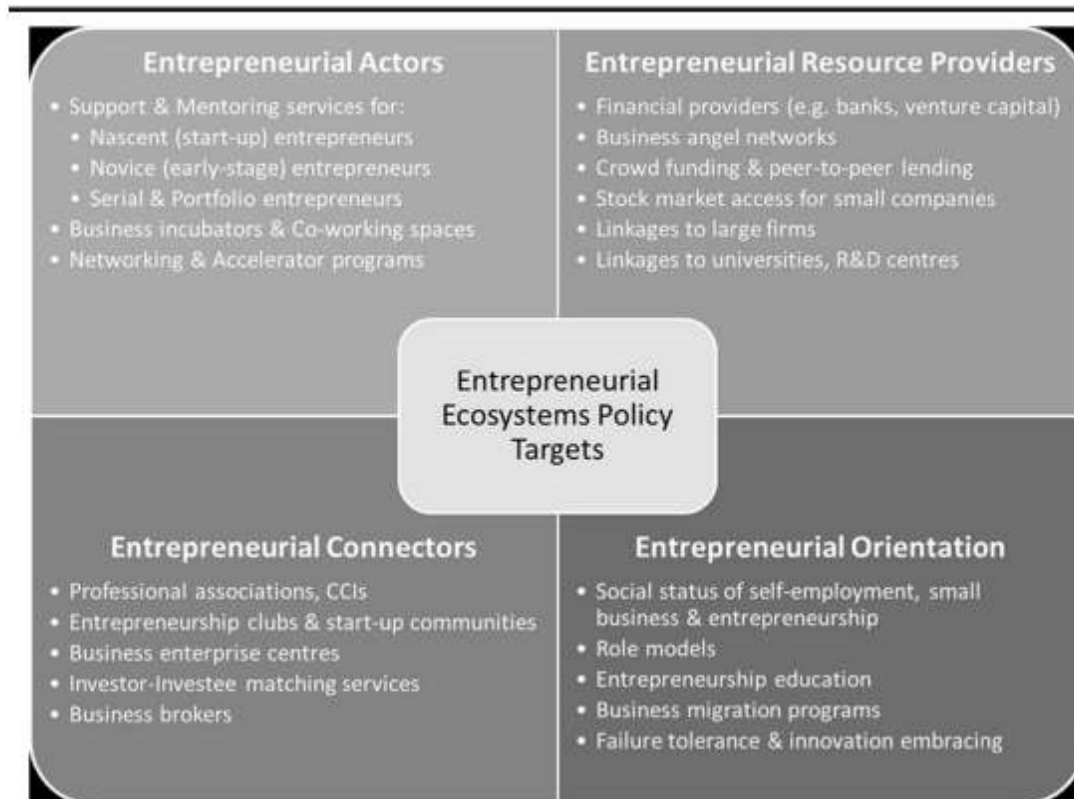 Entrepreneurial Actors
• Support & Mentoring services for:
• Nascent (start-up) entrepreneurs
• Novice (early-stage) entrepreneurs
• Serial & Portfolio entrepreneurs
• Business incubators & Co-working spaces
• Networking & Accelerator programs
Entrepreneurial Resource Providers
• Financial providers (e.g. banks, venture capital)
• Business angel networks
• Crowd funding & peer-to-peer lending
• Stock market access for small companies
• Linkages to large firms
• Linkages to universities, R&D centres
Entrepreneurial
Ecosystems Policy
Targets
Entrepreneurial Connectors
• Professional associations, CCIs
• Entrepreneurship clubs & start-up communities
• Business enterprise centres
• Investor-Investee matching services
• Business brokers
Entrepreneurial Orientation
• Social status of self-employment, small
business & entrepreneurship
• Role models
• Entrepreneurship education
• Business migration programs
• Failure tolerance & innovation embracing